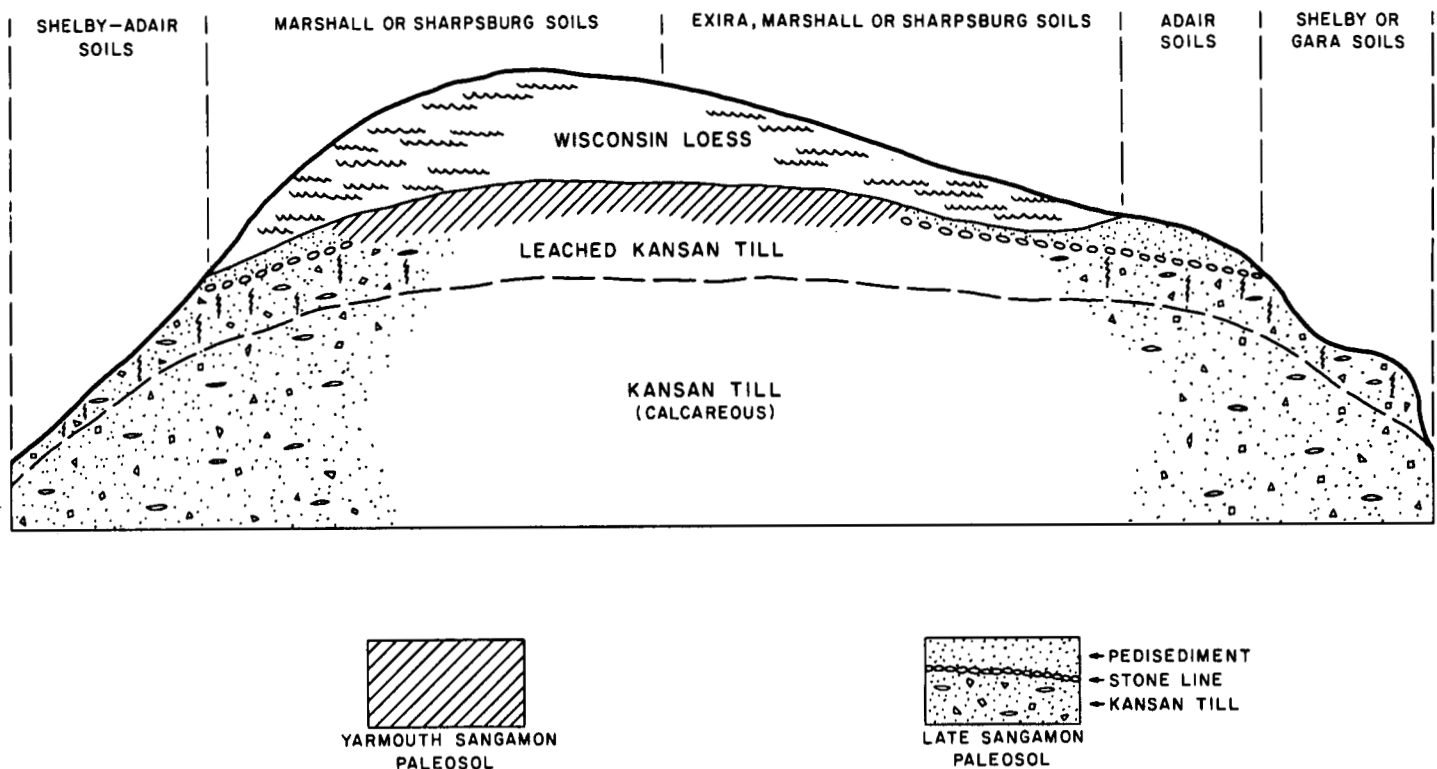 SHELBY–ADAIR
SOILS
MARSHALL OR SHARPSBURG SOILS
EXIRA, MARSHALL OR SHARPSBURG SOILS
ADAIR
SOILS
SHELBY OR
GARA SOILS
WISCONSIN LOESS
LEACHED KANSAN TILL
KANSAN TILL
(CALCAREOUS)
YARMOUTH SANGAMON
PALEOSOL
PEDISEDIMENT
STONE LINE
KANSAN TILL
LATE SANGAMON
PALEOSOL